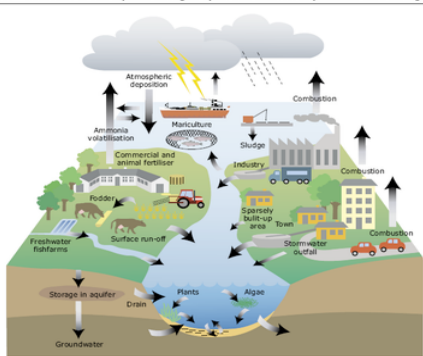 Atmospheric
deposition
Combustion
Ammonia
volatilisation
Mariculture
Sludge
Commercial and
animal fertiliser
Industry
Combustion
Fodder
Sparsely
bulit-up
area
Town
Combustion
Freshwater
fishfarms
Surface run-off
Stormwater
outfall
Storage in aquifer
Drain
Plants
Algae
Groundwater